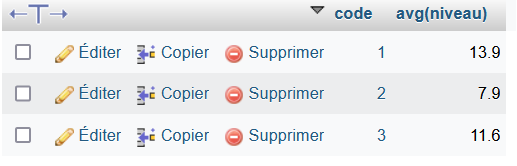 code avg(niveau)
Éditer Copier Supprimer 1 13.9
Éditer Copier Supprimer 2 7.9
Éditer Copier Supprimer 3 11.6